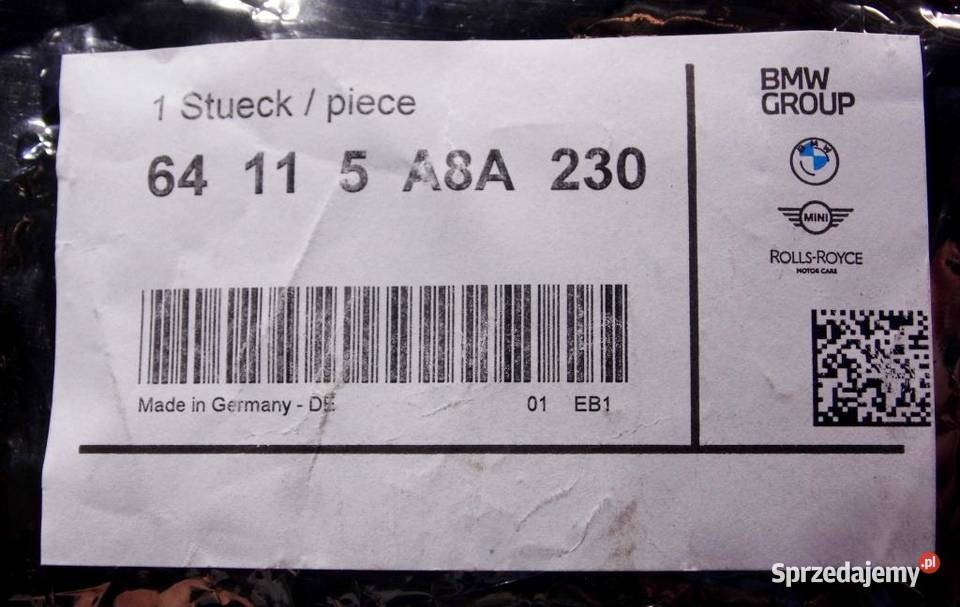 1 Stueck / piece
64 11 5 A8A 230
Made in Germany - DE
01 EB1
BMW
GROUP
BMW
MINI
ROLLS-ROYCE
MOTOR CARS
Sprzedajemy.pl